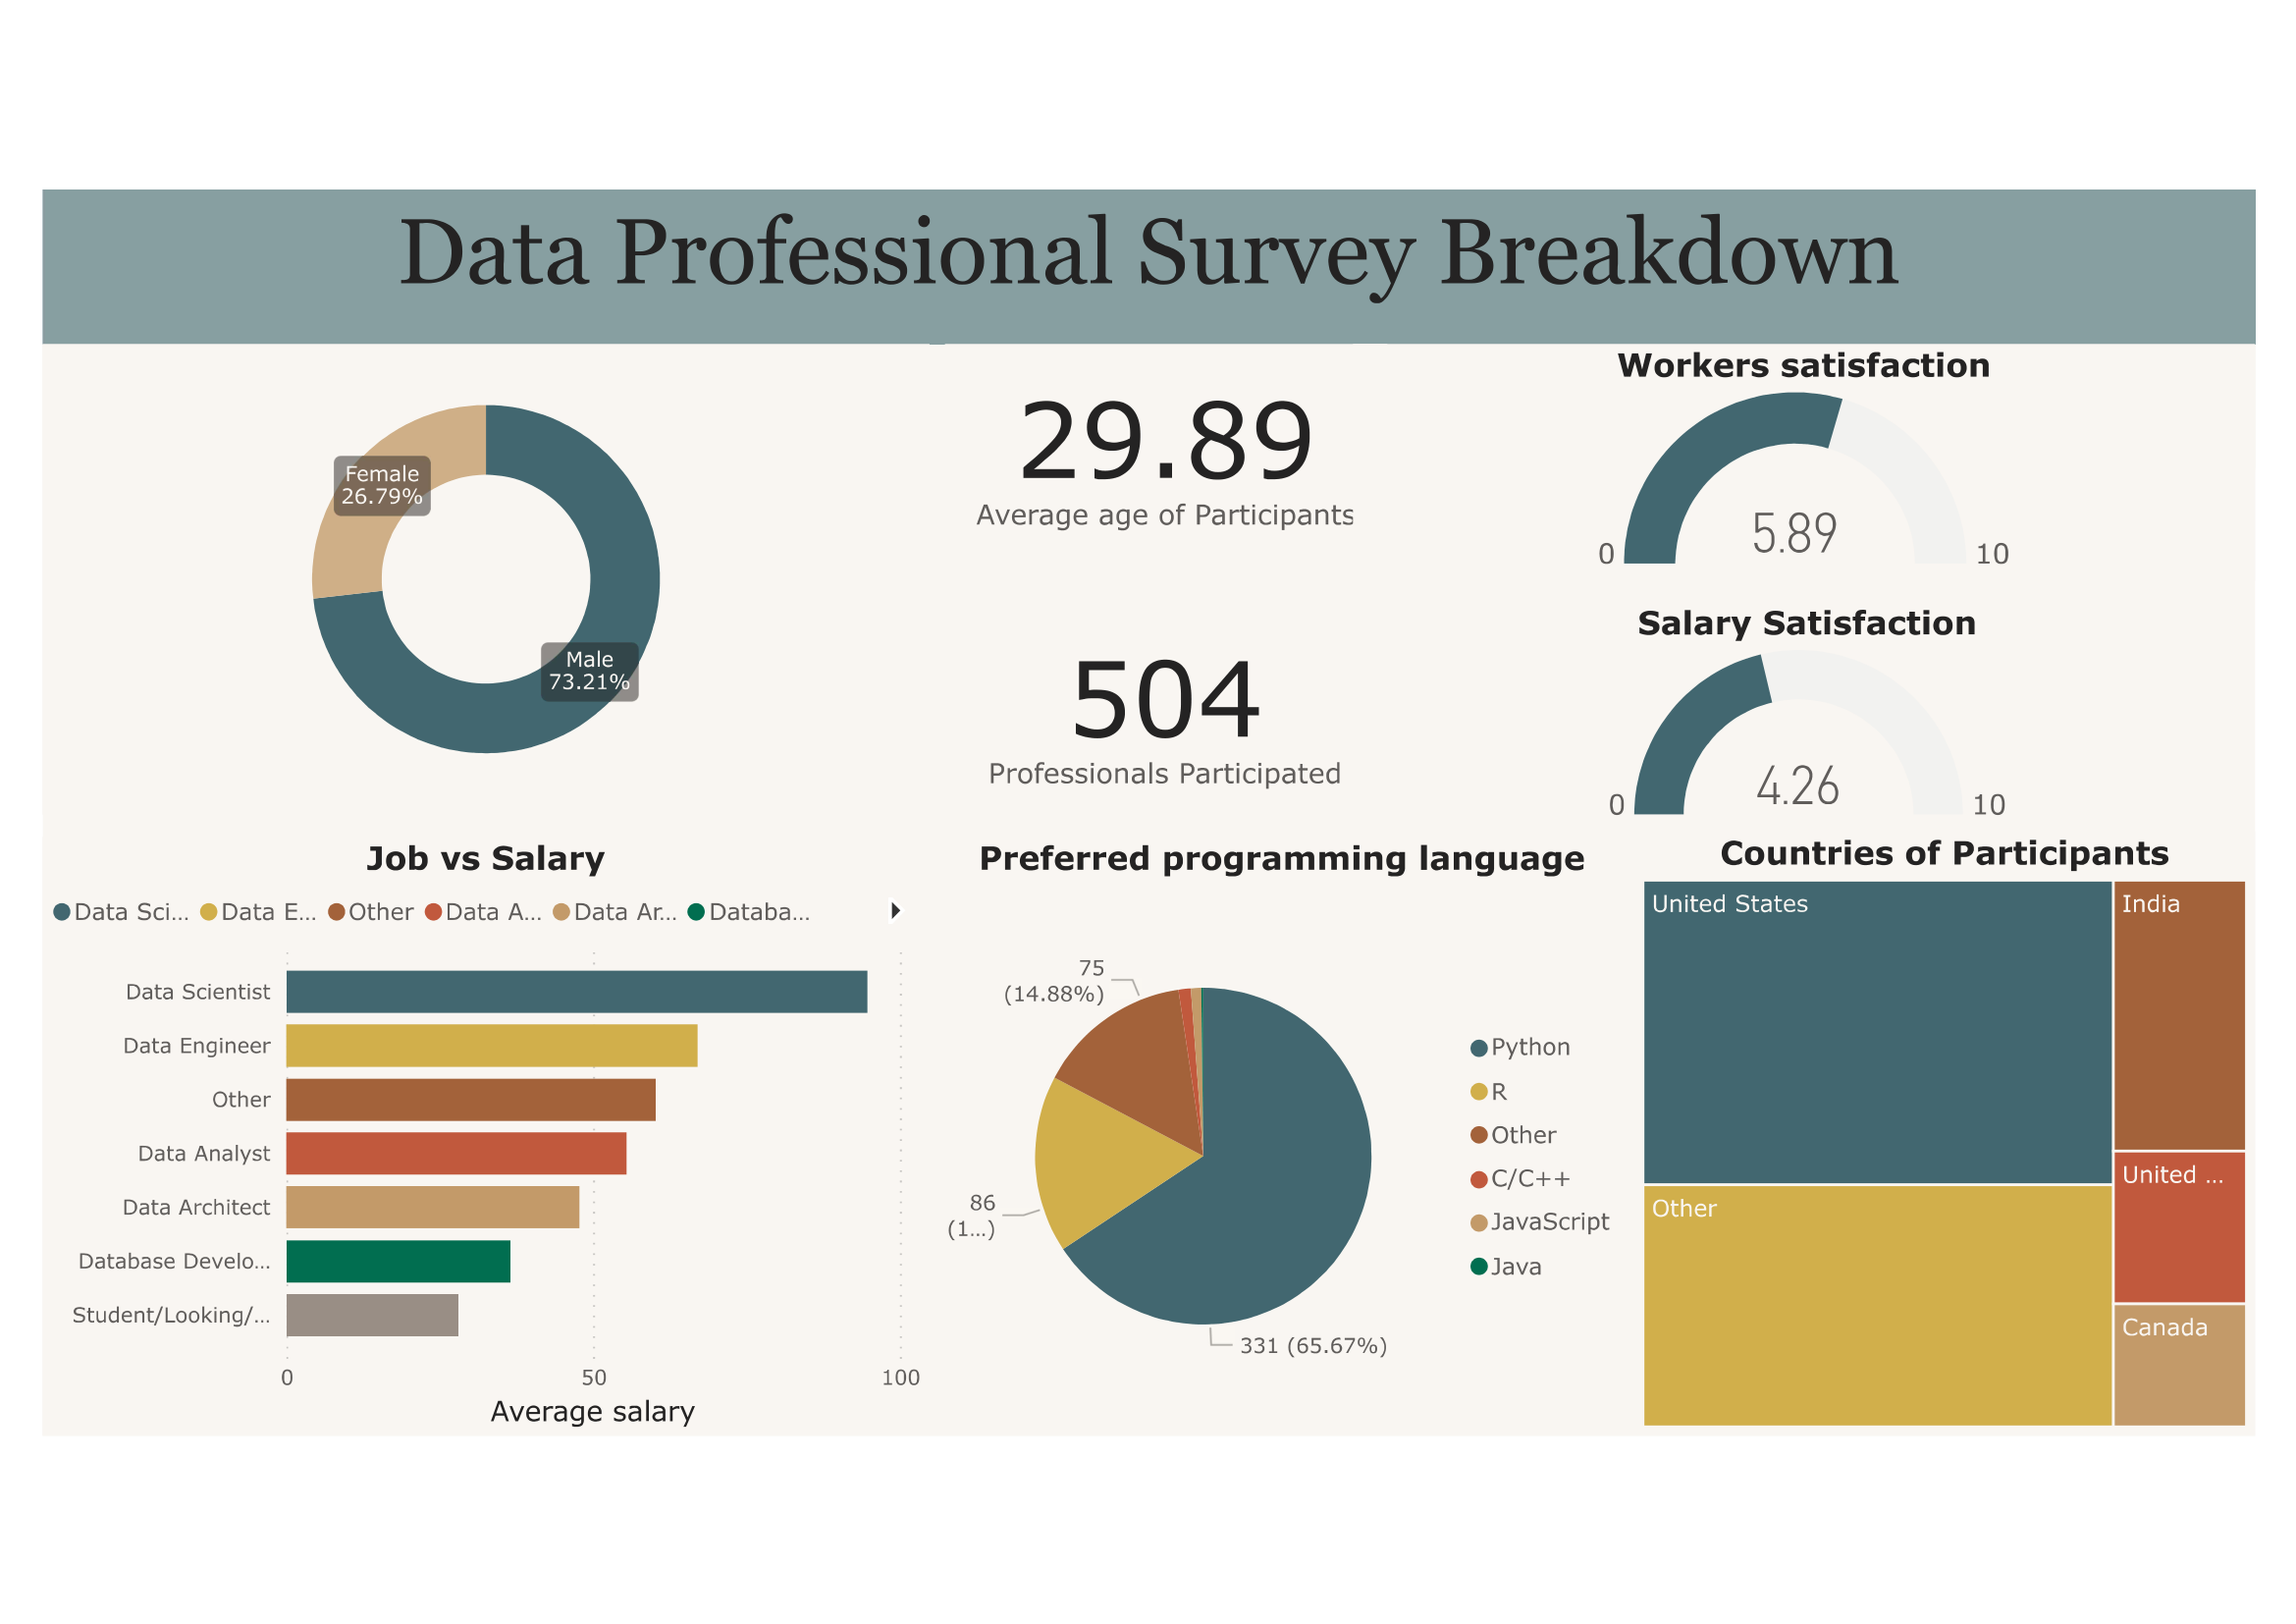 Data Professional Survey Breakdown
Female
26.79%
Male
73.21%
29.89
Average age of Participants
504
Professionals Participated
Workers satisfaction
0
5.89
10
Salary Satisfaction
0
4.26
10
Job vs Salary
Data Sci...
Data E...
Other
Data A...
Data Ar...
Databa...
Data Scientist
Data Engineer
Other
Data Analyst
Data Architect
Database Develo...
Student/Looking/...
0
50
100
Average salary
Preferred programming language
75
(14.88%)
86
(1...)
331 (65.67%)
Python
R
Other
C/C++
JavaScript
Java
Countries of Participants
United States
India
United ...
Other
Canada